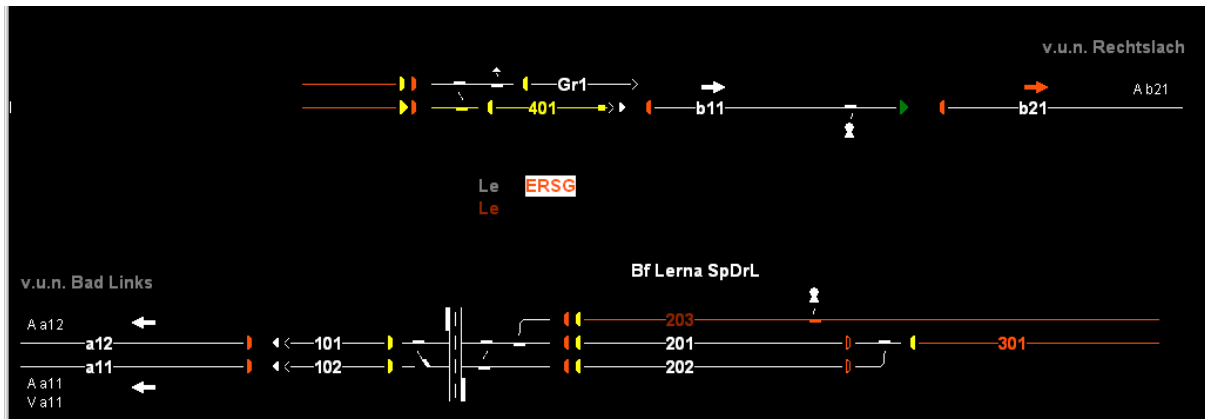 v.u.n. Rechtslach
Gr1
A b21
401 b11 b21
Le ERSG
Le
Bf Lerna SpDrL
v.u.n. Bad Links
A a12 203
a12 101 201 301
a11 102 202
A a11
V a11